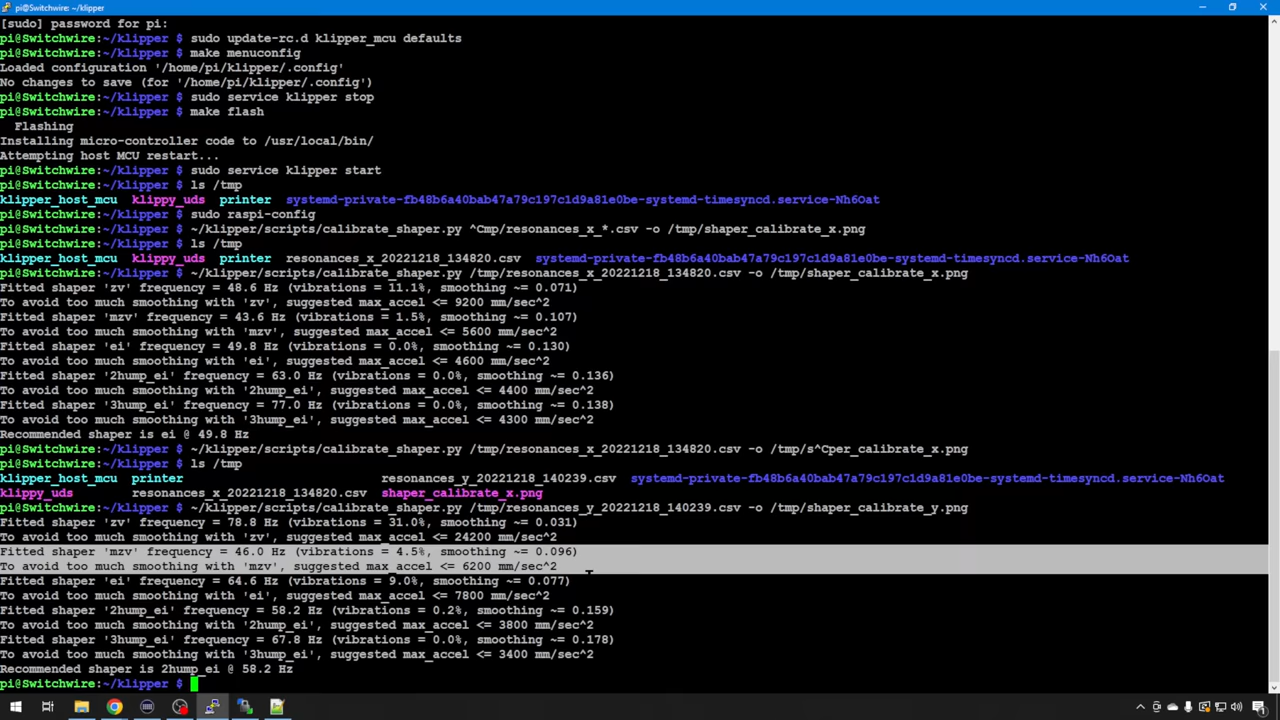 pi@Switchwire:~/klipper
[sudo] password for pi:
pi@Switchwire:~/klipper $ sudo update-rc.d klipper_mcu defaults
pi@Switchwire:~/klipper $ make menuconfig
Loaded configuration '/home/pi/klipper/.config'
No changes to save (for '/home/pi/klipper/.config')
pi@Switchwire:~/klipper $ sudo service klipper stop
pi@Switchwire:~/klipper $ make flash
  Flashing
Installing micro-controller code to /usr/local/bin/
Attempting host MCU restart...
pi@Switchwire:~/klipper $ sudo service klipper start
pi@Switchwire:~/klipper $ ls /tmp
klipper_host_mcu  klippy_uds  printer  systemd-private-fb48b6a40bab47a79c197c1d9a81e0be-systemd-timesyncd.service-Nh6Oat
pi@Switchwire:~/klipper $ sudo raspi-config
pi@Switchwire:~/klipper $ ~/klipper/scripts/calibrate_shaper.py ^Cmp/resonances_x_*.csv -o /tmp/shaper_calibrate_x.png
pi@Switchwire:~/klipper $ ls /tmp
klipper_host_mcu  klippy_uds  printer  resonances_x_20221218_134820.csv  systemd-private-fb48b6a40bab47a79c197c1d9a81e0be-systemd-timesyncd.service-Nh6Oat
pi@Switchwire:~/klipper $ ~/klipper/scripts/calibrate_shaper.py /tmp/resonances_x_20221218_134820.csv -o /tmp/shaper_calibrate_x.png
Fitted shaper 'zv' frequency = 48.6 Hz (vibrations = 11.1%, smoothing ~= 0.071)
To avoid too much smoothing with 'zv', suggested max_accel <= 9200 mm/sec^2
Fitted shaper 'mzv' frequency = 43.6 Hz (vibrations = 1.5%, smoothing ~= 0.107)
To avoid too much smoothing with 'mzv', suggested max_accel <= 5600 mm/sec^2
Fitted shaper 'ei' frequency = 49.8 Hz (vibrations = 0.0%, smoothing ~= 0.130)
To avoid too much smoothing with 'ei', suggested max_accel <= 4600 mm/sec^2
Fitted shaper '2hump_ei' frequency = 63.0 Hz (vibrations = 0.0%, smoothing ~= 0.136)
To avoid too much smoothing with '2hump_ei', suggested max_accel <= 4400 mm/sec^2
Fitted shaper '3hump_ei' frequency = 77.0 Hz (vibrations = 0.0%, smoothing ~= 0.138)
To avoid too much smoothing with '3hump_ei', suggested max_accel <= 4300 mm/sec^2
Recommended shaper is ei @ 49.8 Hz
pi@Switchwire:~/klipper $ ~/klipper/scripts/calibrate_shaper.py /tmp/resonances_x_20221218_134820.csv -o /tmp/s^Cper_calibrate_x.png
pi@Switchwire:~/klipper $ ls /tmp
klipper_host_mcu  printer  resonances_y_20221218_140239.csv  systemd-private-fb48b6a40bab47a79c197c1d9a81e0be-systemd-timesyncd.service-Nh6Oat
klippy_uds  resonances_x_20221218_134820.csv  shaper_calibrate_x.png
pi@Switchwire:~/klipper $ ~/klipper/scripts/calibrate_shaper.py /tmp/resonances_y_20221218_140239.csv -o /tmp/shaper_calibrate_y.png
Fitted shaper 'zv' frequency = 78.8 Hz (vibrations = 31.0%, smoothing ~= 0.031)
To avoid too much smoothing with 'zv', suggested max_accel <= 24200 mm/sec^2
Fitted shaper 'mzv' frequency = 46.0 Hz (vibrations = 4.5%, smoothing ~= 0.096)
To avoid too much smoothing with 'mzv', suggested max_accel <= 6200 mm/sec^2
Fitted shaper 'ei' frequency = 64.6 Hz (vibrations = 9.0%, smoothing ~= 0.077)
To avoid too much smoothing with 'ei', suggested max_accel <= 7800 mm/sec^2
Fitted shaper '2hump_ei' frequency = 58.2 Hz (vibrations = 0.2%, smoothing ~= 0.159)
To avoid too much smoothing with '2hump_ei', suggested max_accel <= 3800 mm/sec^2
Fitted shaper '3hump_ei' frequency = 67.8 Hz (vibrations = 0.0%, smoothing ~= 0.178)
To avoid too much smoothing with '3hump_ei', suggested max_accel <= 3400 mm/sec^2
Recommended shaper is 2hump_ei @ 58.2 Hz
pi@Switchwire:~/klipper $